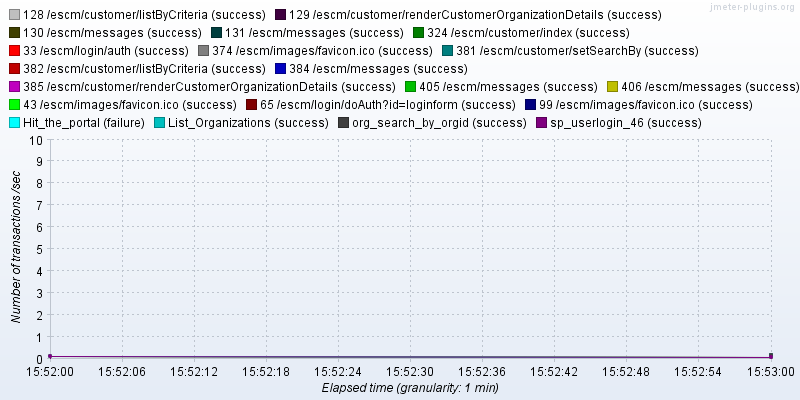 jmeter-plugins.org
128 /escm/customer/listByCriteria (success) 129 /escm/customer/renderCustomerOrganizationDetails (success)
130 /escm/messages (success) 131 /escm/messages (success) 324 /escm/customer/index (success)
33 /escm/login/auth (success) 374 /escm/images/favicon.ico (success) 381 /escm/customer/setSearchBy (success)
382 /escm/customer/listByCriteria (success) 384 /escm/messages (success)
385 /escm/customer/renderCustomerOrganizationDetails (success) 405 /escm/messages (success) 406 /escm/messages (success)
43 /escm/images/favicon.ico (success) 65 /escm/login/doAuth?id=loginform (success) 99 /escm/images/favicon.ico (success)
Hit_the_portal (failure) List_Organizations (success) org_search_by_orgid (success) sp_userlogin_46 (success)
Number of transactions /sec
10
9
8
7
6
5
4
3
2
1
0
15:52:00 15:52:06 15:52:12 15:52:18 15:52:24 15:52:30 15:52:36 15:52:42 15:52:48 15:52:54 15:53:00
Elapsed time (granularity: 1 min)